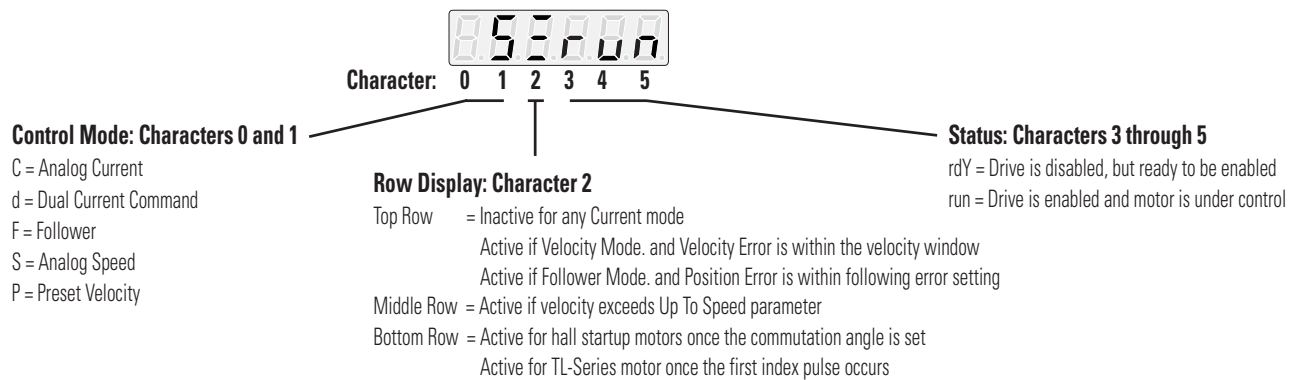 SΞrun
Character: 0 1 2 3 4 5
Control Mode: Characters 0 and 1
C = Analog Current
d = Dual Current Command
F = Follower
S = Analog Speed
P = Preset Velocity
Row Display: Character 2
Top Row = Inactive for any Current mode
Active if Velocity Mode. and Velocity Error is within the velocity window
Active if Follower Mode. and Position Error is within following error setting
Middle Row = Active if velocity exceeds Up To Speed parameter
Bottom Row = Active for hall startup motors once the commutation angle is set
Active for TL-Series motor once the first index pulse occurs
Status: Characters 3 through 5
rdY = Drive is disabled, but ready to be enabled
run = Drive is enabled and motor is under control